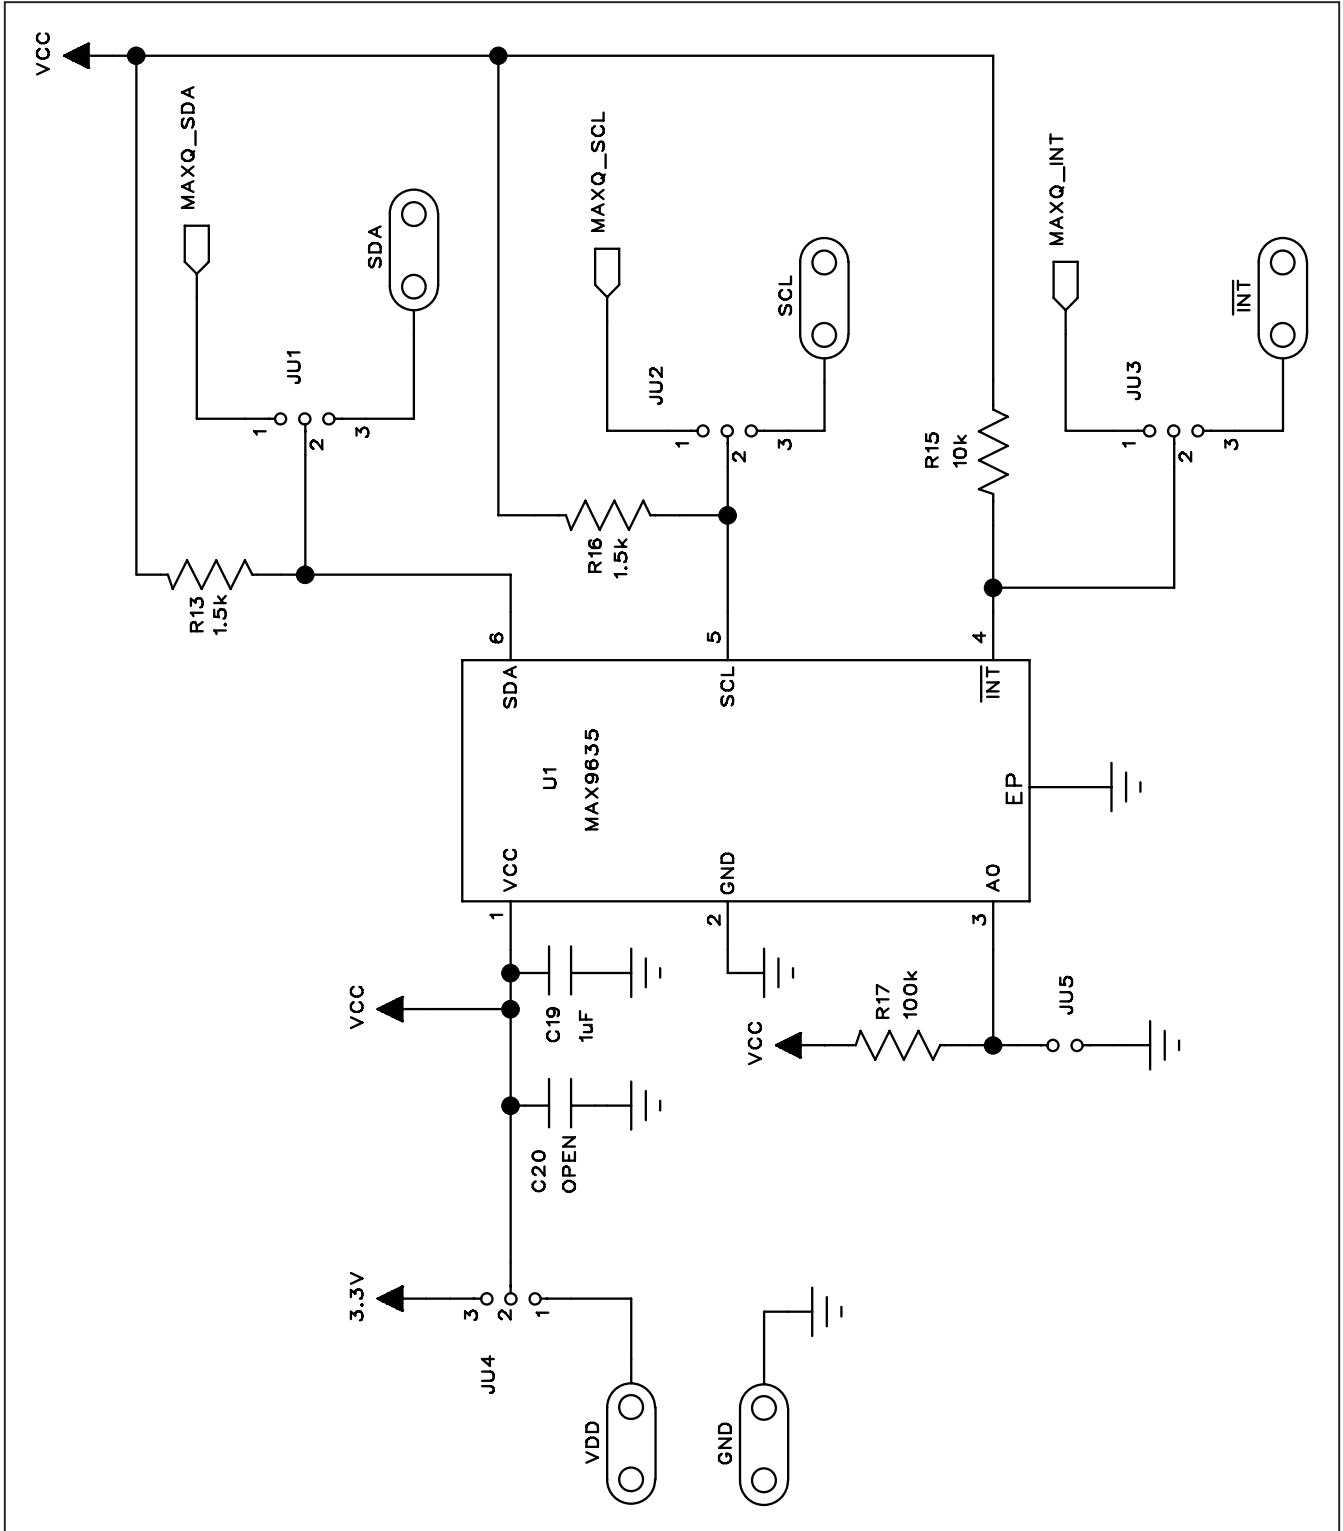 VCC
MAXQ_SDA
SDA
JU1
1
2
3
R13
1.5k
MAXQ_SCL
SCL
JU2
1
2
3
R16
1.5k
MAXQ_INT
INT
JU3
1
2
3
R15
10k
6
5
4
SDA
SCL
INT
U1
MAX9635
EP
VCC
GND
A0
1
2
3
VCC
C19
1uF
C20
OPEN
VCC
R17
100k
JU5
3.3V
3
2
1
JU4
VDD
GND